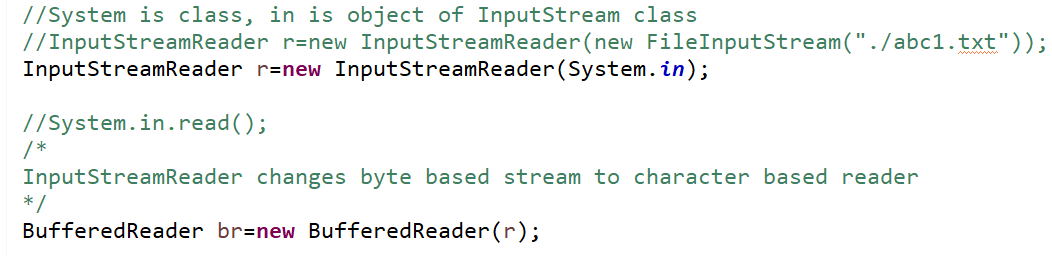 //System is class, in is object of InputStream class
//InputStreamReader r=new InputStreamReader(new FileInputStream("./abc1.txt"));
InputStreamReader r=new InputStreamReader(System.in);
//System.in.read();
/*
InputStreamReader changes byte based stream to character based reader
*/
BufferedReader br=new BufferedReader(r);